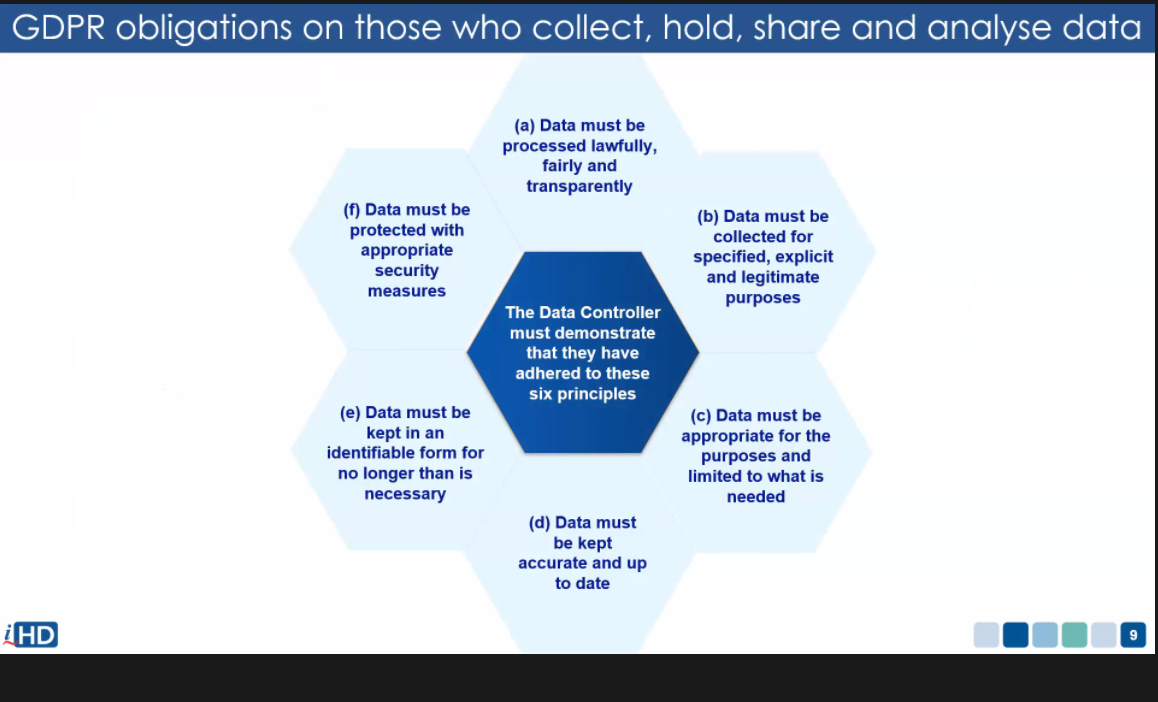 GDPR obligations on those who collect, hold, share and analyse data
(a) Data must be
processed lawfully,
fairly and
transparently
(b) Data must be
collected for
specified, explicit
and legitimate
purposes
(c) Data must be
appropriate for the
purposes and
limited to what is
needed
(d) Data must
be kept
accurate and up
to date
(e) Data must be
kept in an
identifiable form for
no longer than is
necessary
(f) Data must be
protected with
appropriate
security
measures
The Data Controller
must demonstrate
that they have
adhered to these
six principles
iHD
9